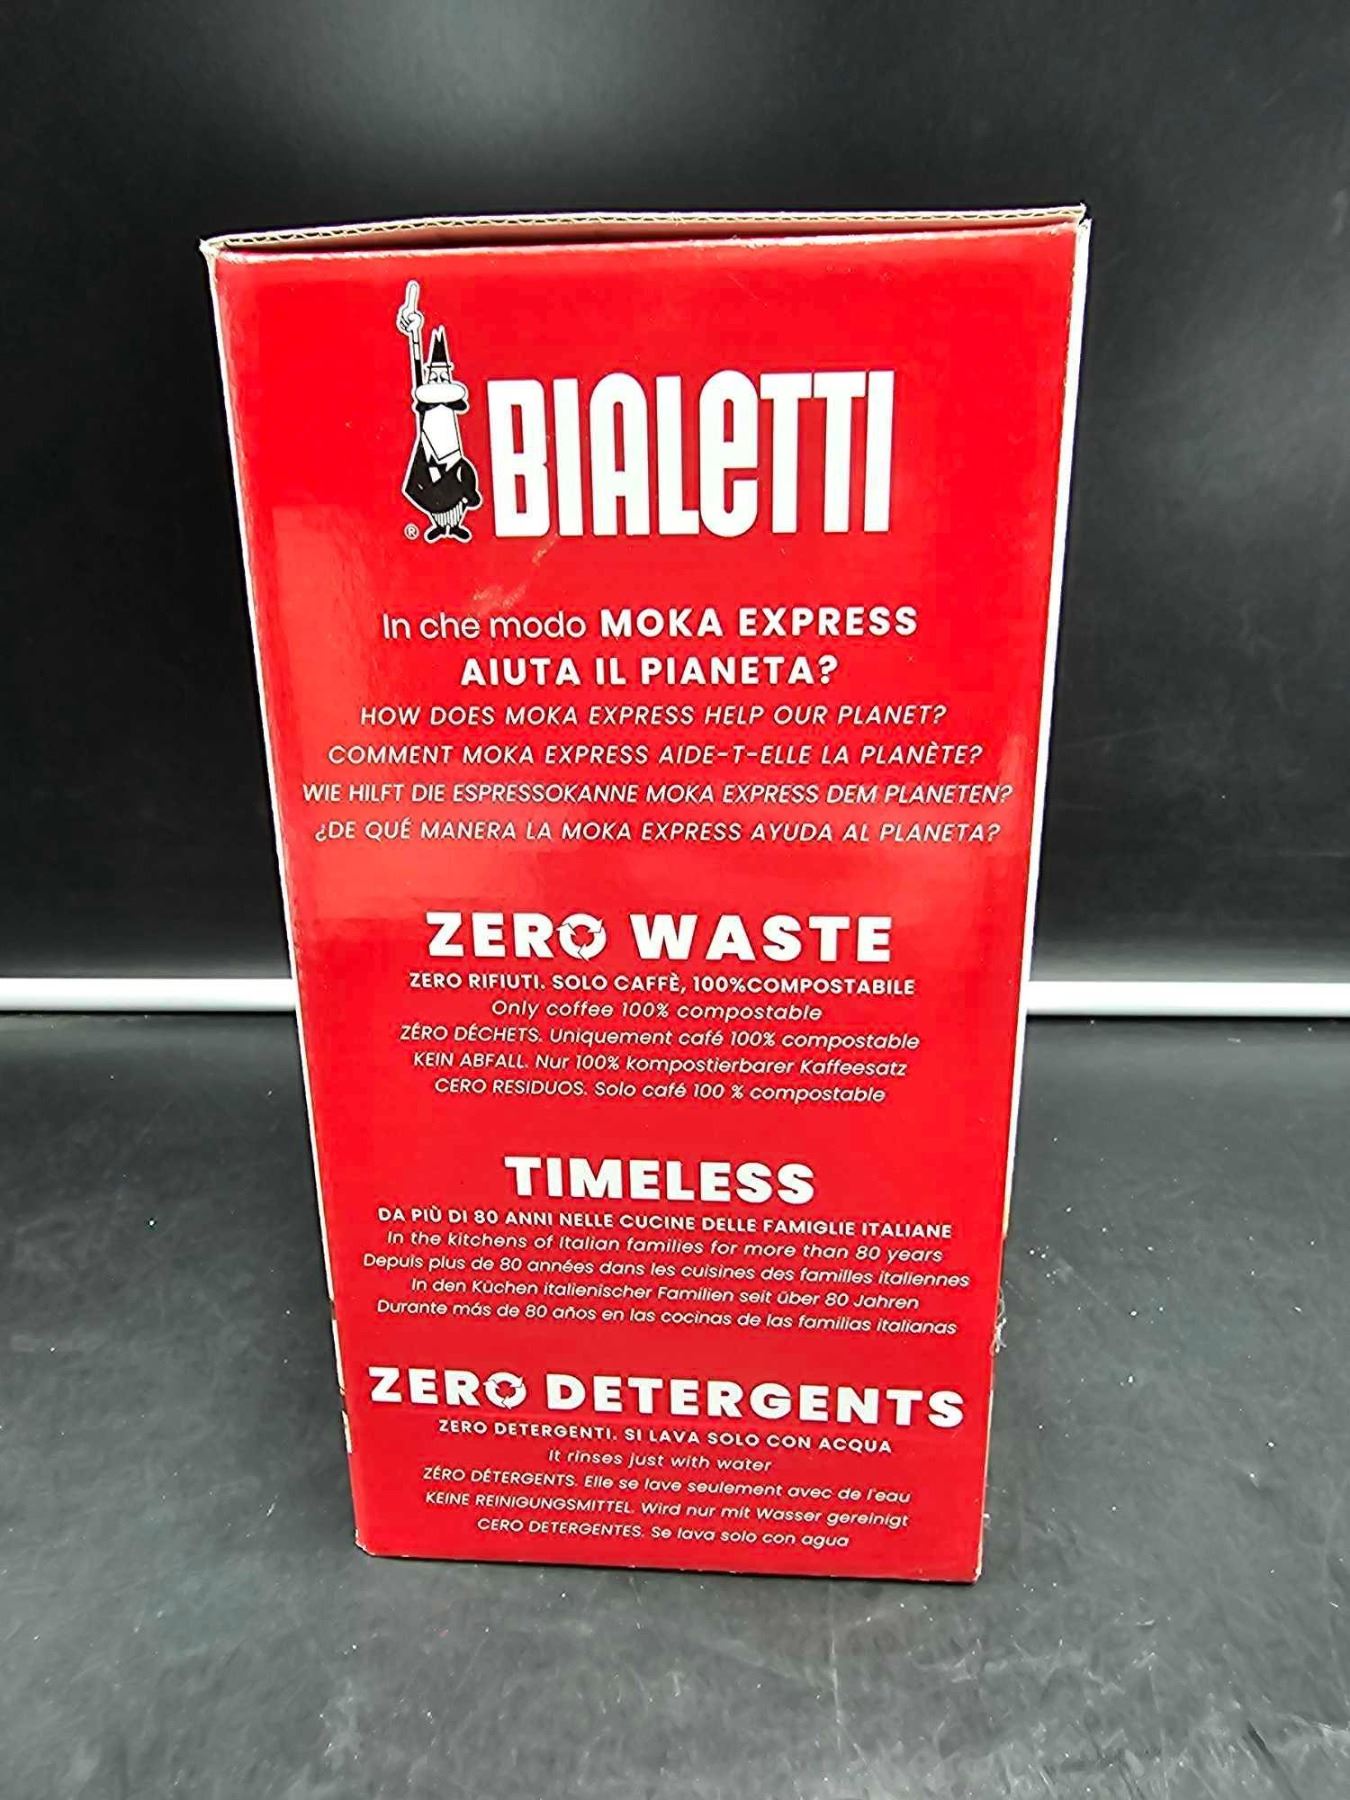 ®
BIALETTI
In che modo MOKA EXPRESS
AIUTA IL PIANETA?
HOW DOES MOKA EXPRESS HELP OUR PLANET?
COMMENT MOKA EXPRESS AIDE-T-ELLE LA PLANÈTE?
WIE HILFT DIE ESPRESSOKANNE MOKA EXPRESS DEM PLANETEN?
¿DE QUÉ MANERA LA MOKA EXPRESS AYUDA AL PLANETA?
ZERO WASTE
ZERO RIFIUTI. SOLO CAFFÈ, 100%COMPOSTABILE
Only coffee 100% compostable
ZÉRO DÉCHETS. Uniquement café 100% compostable
KEIN ABFALL. Nur 100% kompostierbarer Kaffeesatz
CERO RESIDUOS. Solo café 100 % compostable
TIMELESS
DA PIÙ DI 80 ANNI NELLE CUCINE DELLE FAMIGLIE ITALIANE
In the kitchens of Italian families for more than 80 years
Depuis plus de 80 années dans les cuisines des familles italiennes
In den Küchen italienischer Familien seit über 80 Jahren
Durante más de 80 años en las cocinas de las familias italianas
ZERO DETERGENTS
ZERO DETERGENTI. SI LAVA SOLO CON ACQUA
It rinses just with water
ZÉRO DÉTERGENTS. Elle se lave seulement avec de l'eau
KEINE REINIGUNGSMITTEL. Wird nur mit Wasser gereinigt
CERO DETERGENTES. Se lava solo con agua